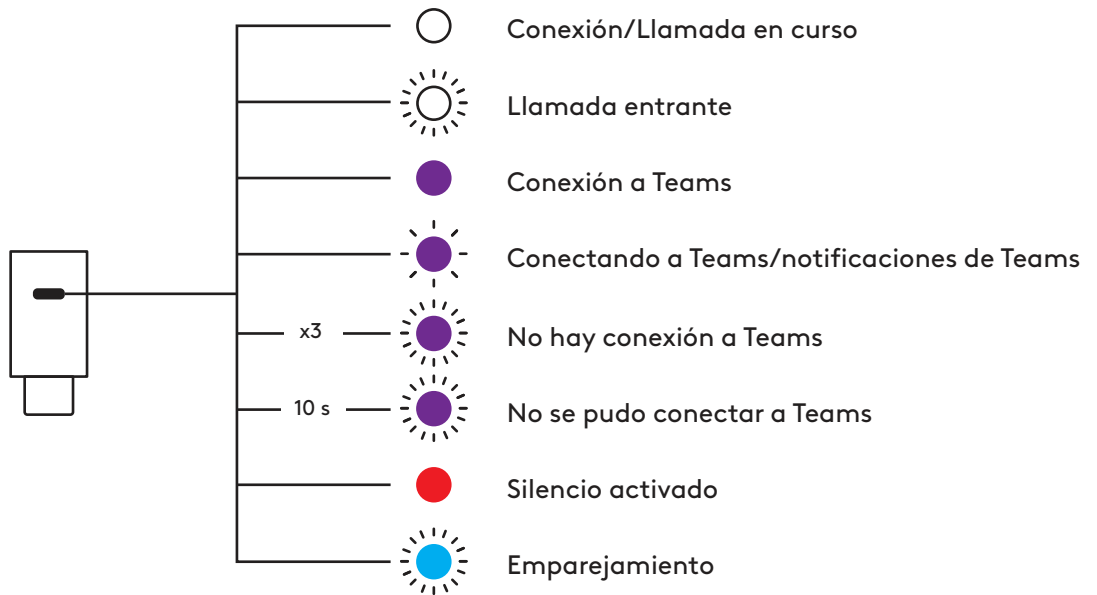 Conexión/Llamada en curso
Llamada entrante
Conexión a Teams
Conectando a Teams/notificaciones de Teams
x3
No hay conexión a Teams
10 s
No se pudo conectar a Teams
Silencio activado
Emparejamiento